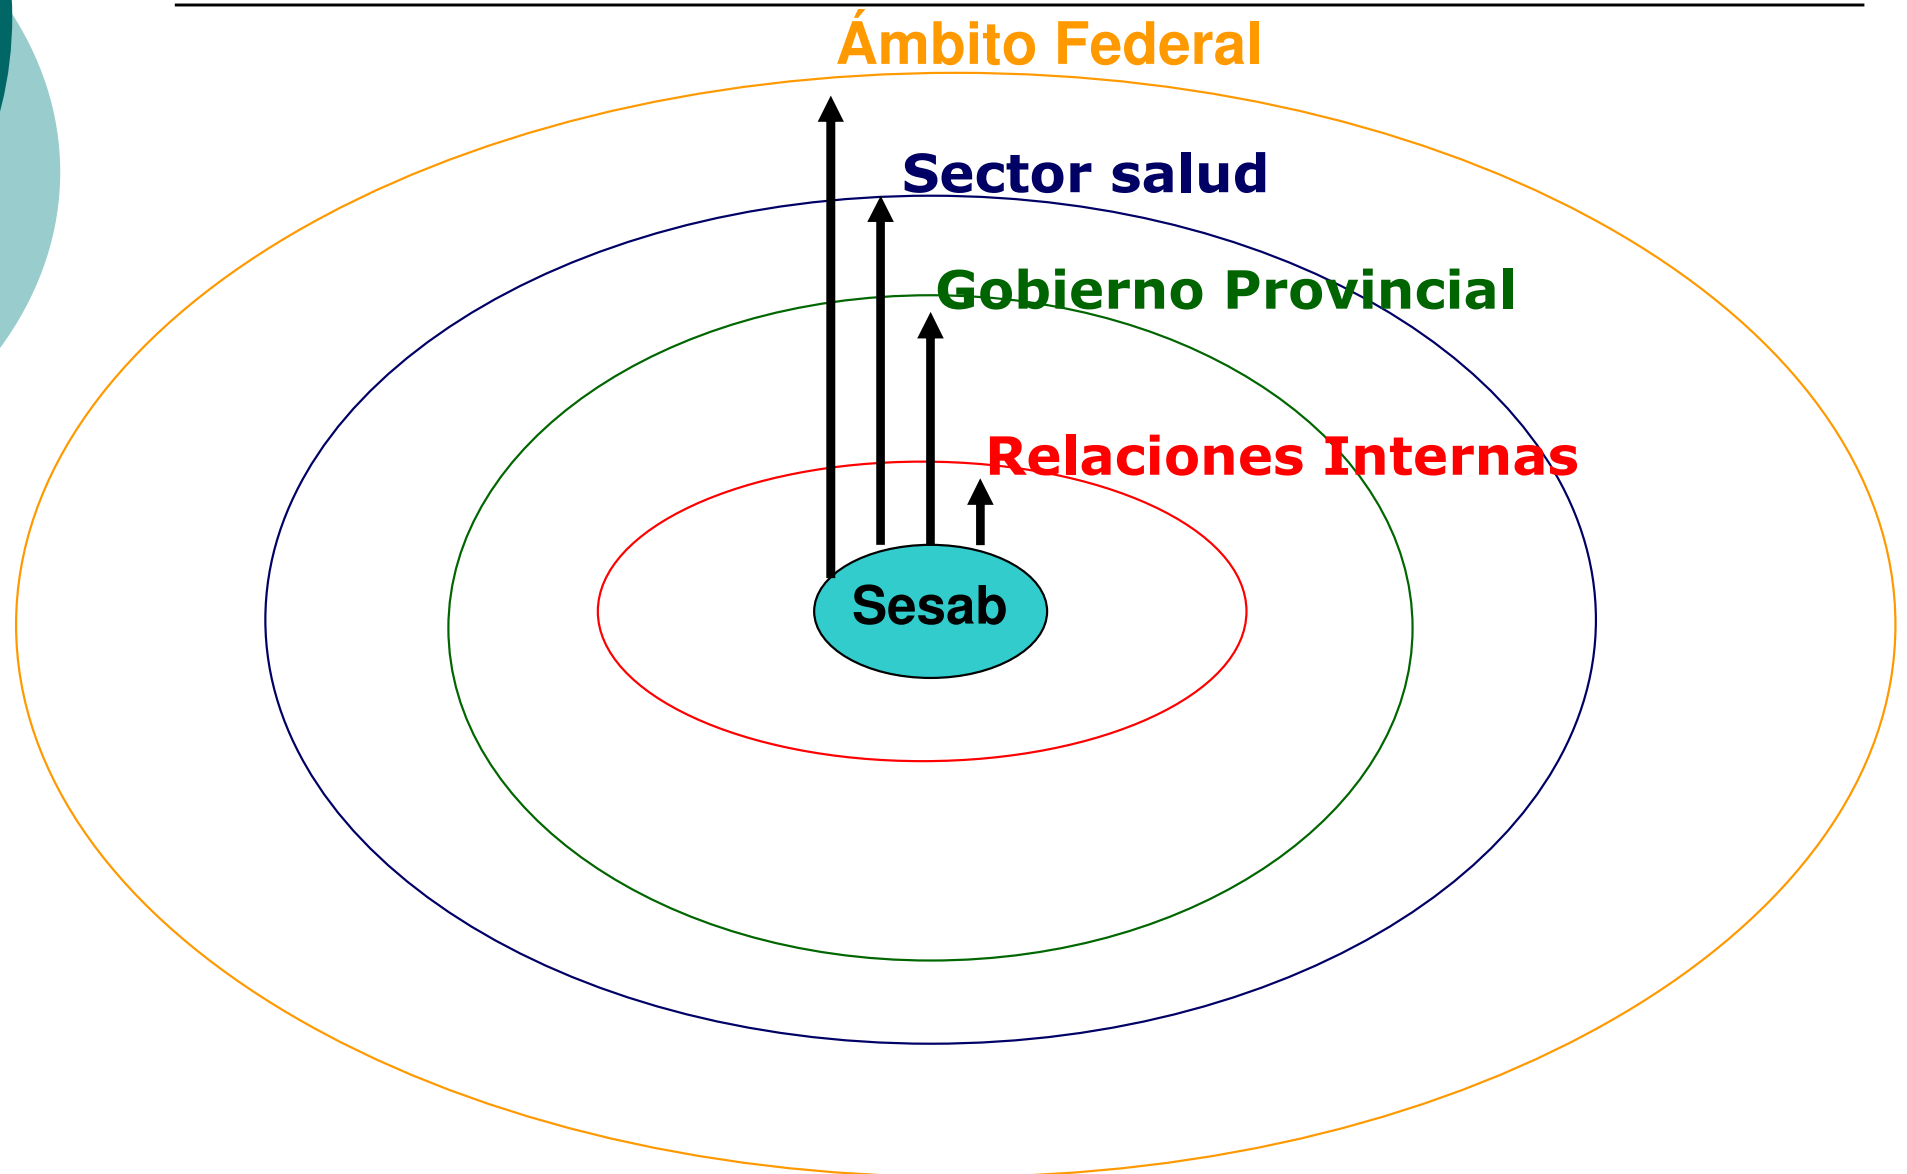 Ámbito Federal
Sector salud
Gobierno Provincial
Relaciones Internas
Sesab